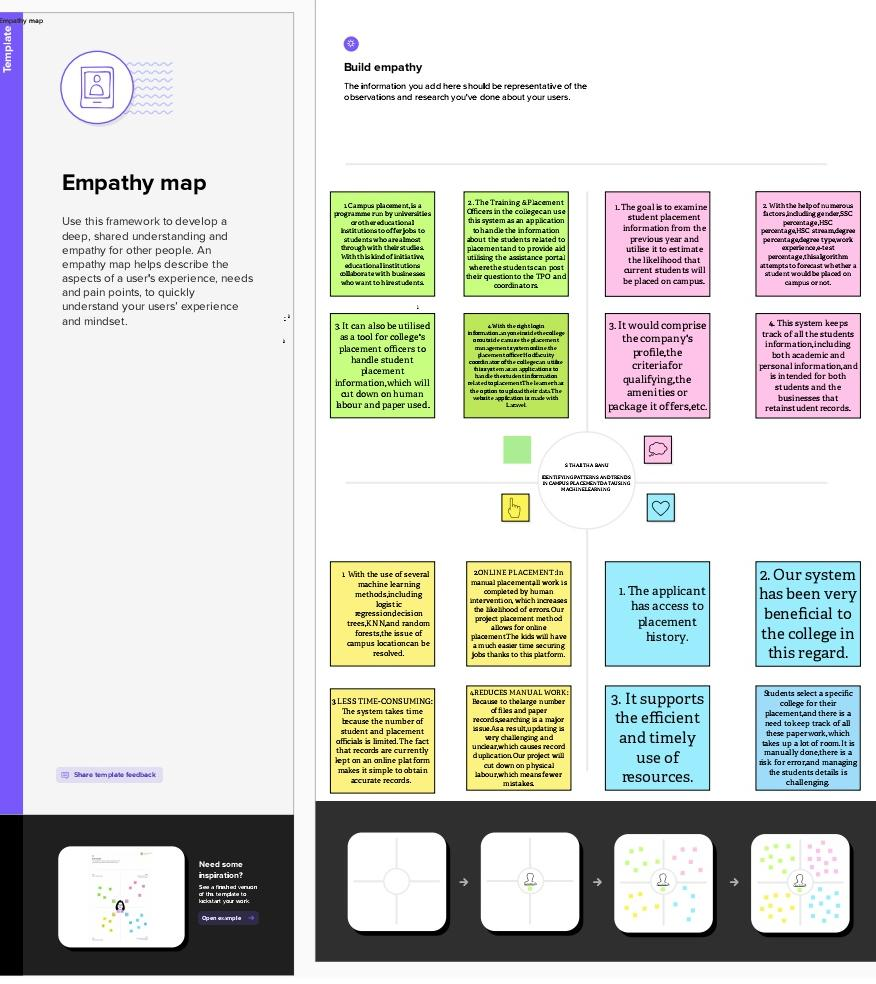 Empathy map
Template
Empathy map
Use this framework to develop a
deep, shared understanding and
empathy for other people. An
empathy map helps describe the
aspects of a user's experience, needs
and pain points, to quickly
understand your users' experience
and mindset.
Share template feedback
Need some
inspiration?
See a finished version
of this template to
kickstart your work.
Open example
Build empathy
The information you add here should be representative of the
observations and research you've done about your users.
1.Campus placement,is a
programme run by universities
or other educational
institutions to offer jobs to
students who are almost
through with their studies.
With this kind of initiative,
educational institutions
collaborate with businesses
who want to hire students.
2. The Training &Placement
Officers in the college can use
this system as an application
to handle the information
about the students related to
placement and to provide aid
utilising the assistance portal
where the students can post
their question to the TPO and
coordinators.
1. The goal is to examine
student placement
information from the
previous year and
utilise it to estimate
the likelihood that
current students will
be placed on campus.
2. With the help of numerous
factors,including gender,SSC
percentage,HSC
percentage,HSC stream,degree
percentage,degree type,work
experience,e-test
percentage,this algorithm
attempts to forecast whether a
student would be placed on
campus or not.
3. It can also be utilised
as a tool for college's
placement officers to
handle student
placement
information,which will
cut down on human
labour and paper used.
4.With the right login
information,anyone inside the college
or outside can use the placement
management system online the
placement officer Hod faculty
coordinator of the college can utilise
this system as an applications to
handle the student information
related to placement.The learner has
the option to upload their data.The
website application is made with
Laravel.
3. It would comprise
the company's
profile,the
criteria for
qualifying,the
amenities or
package it offers,etc.
4. This system keeps
track of all the students
information,including
both academic and
personal information,and
is intended for both
students and the
businesses that
retain student records.
S THAJITHA BANU
IDENTIFYING PATTERNS AND TRENDS
IN CAMPUS PLACEMENT DATA USING
MACHINE LEARNING
1. With the use of several
machine learning
methods,including
logistic
regression,decision
trees,KNN,and random
forests,the issue of
campus location can be
resolved.
2.ONLINE PLACEMENT:In
manual placement,all work is
completed by human
intervention, which increases
the likelihood of errors.Our
project placement method
allows for online
placement.The kids will have
a much easier time securing
jobs thanks to this platform.
1. The applicant
has access to
placement
history.
2. Our system
has been very
beneficial to
the college in
this regard.
3.LESS TIME-CONSUMING:
The system takes time
because the number of
student and placement
officials is limited.The fact
that records are currently
kept on an online platform
makes it simple to obtain
accurate records.
4.REDUCES MANUAL WORK:
Because to the large number
of files and paper
records,searching is a major
issue.As a result,updating is
very challenging and
unclear,which causes record
duplication.Our project will
cut down on physical
labour,which means fewer
mistakes.
3. It supports
the efficient
and timely
use of
resources.
Students select a specific
college for their
placement,and there is a
need to keep track of all
these paperwork,which
takes up a lot of room.It is
manually done,there is a
risk for error,and managing
the students details is
challenging.